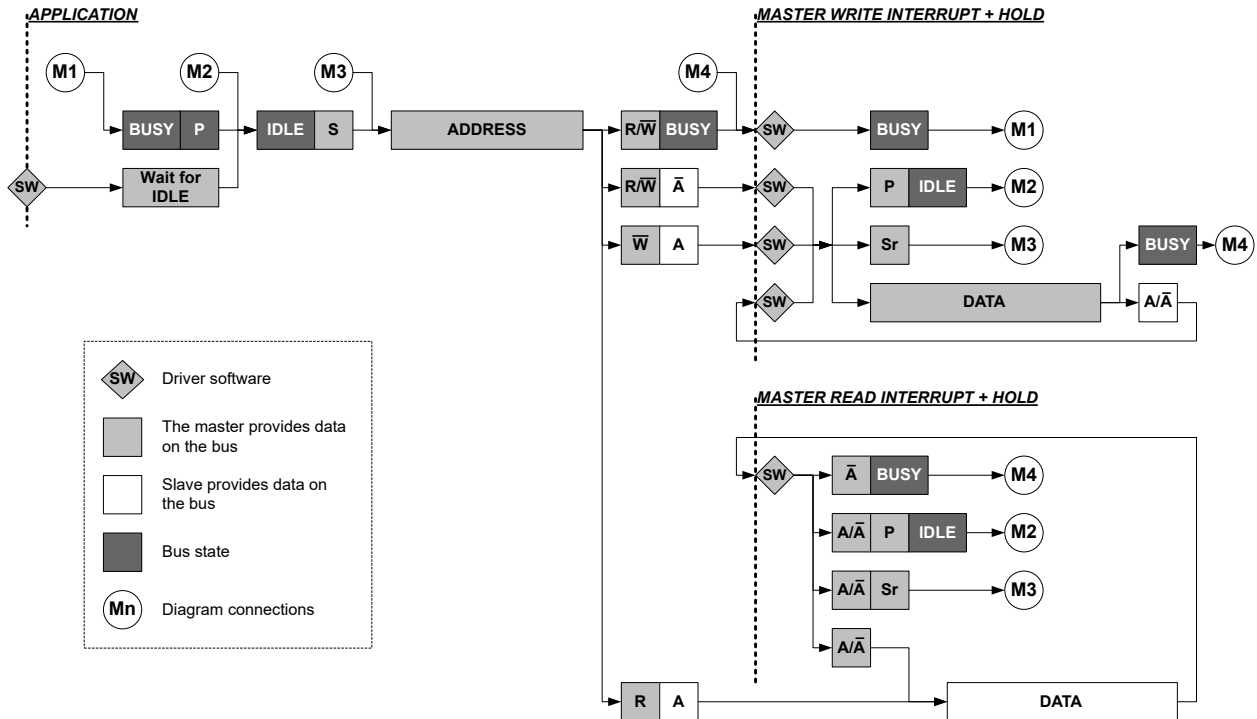 APPLICATION
MASTER WRITE INTERRUPT + HOLD
M1
M2
M3
M4
BUSY P
IDLE S
ADDRESS
R/W̅ BUSY
SW
BUSY
M1
SW
Wait for
IDLE
R/W̅ A̅
SW
P IDLE
M2
W̅ A
SW
Sr
M3
BUSY
M4
SW
DATA
A/A̅
SW
Driver software
The master provides data
on the bus
Slave provides data on
the bus
Bus state
Mn
Diagram connections
MASTER READ INTERRUPT + HOLD
SW
A̅ BUSY
M4
A/A̅ P IDLE
M2
A/A̅ Sr
M3
A/A̅
R A
DATA